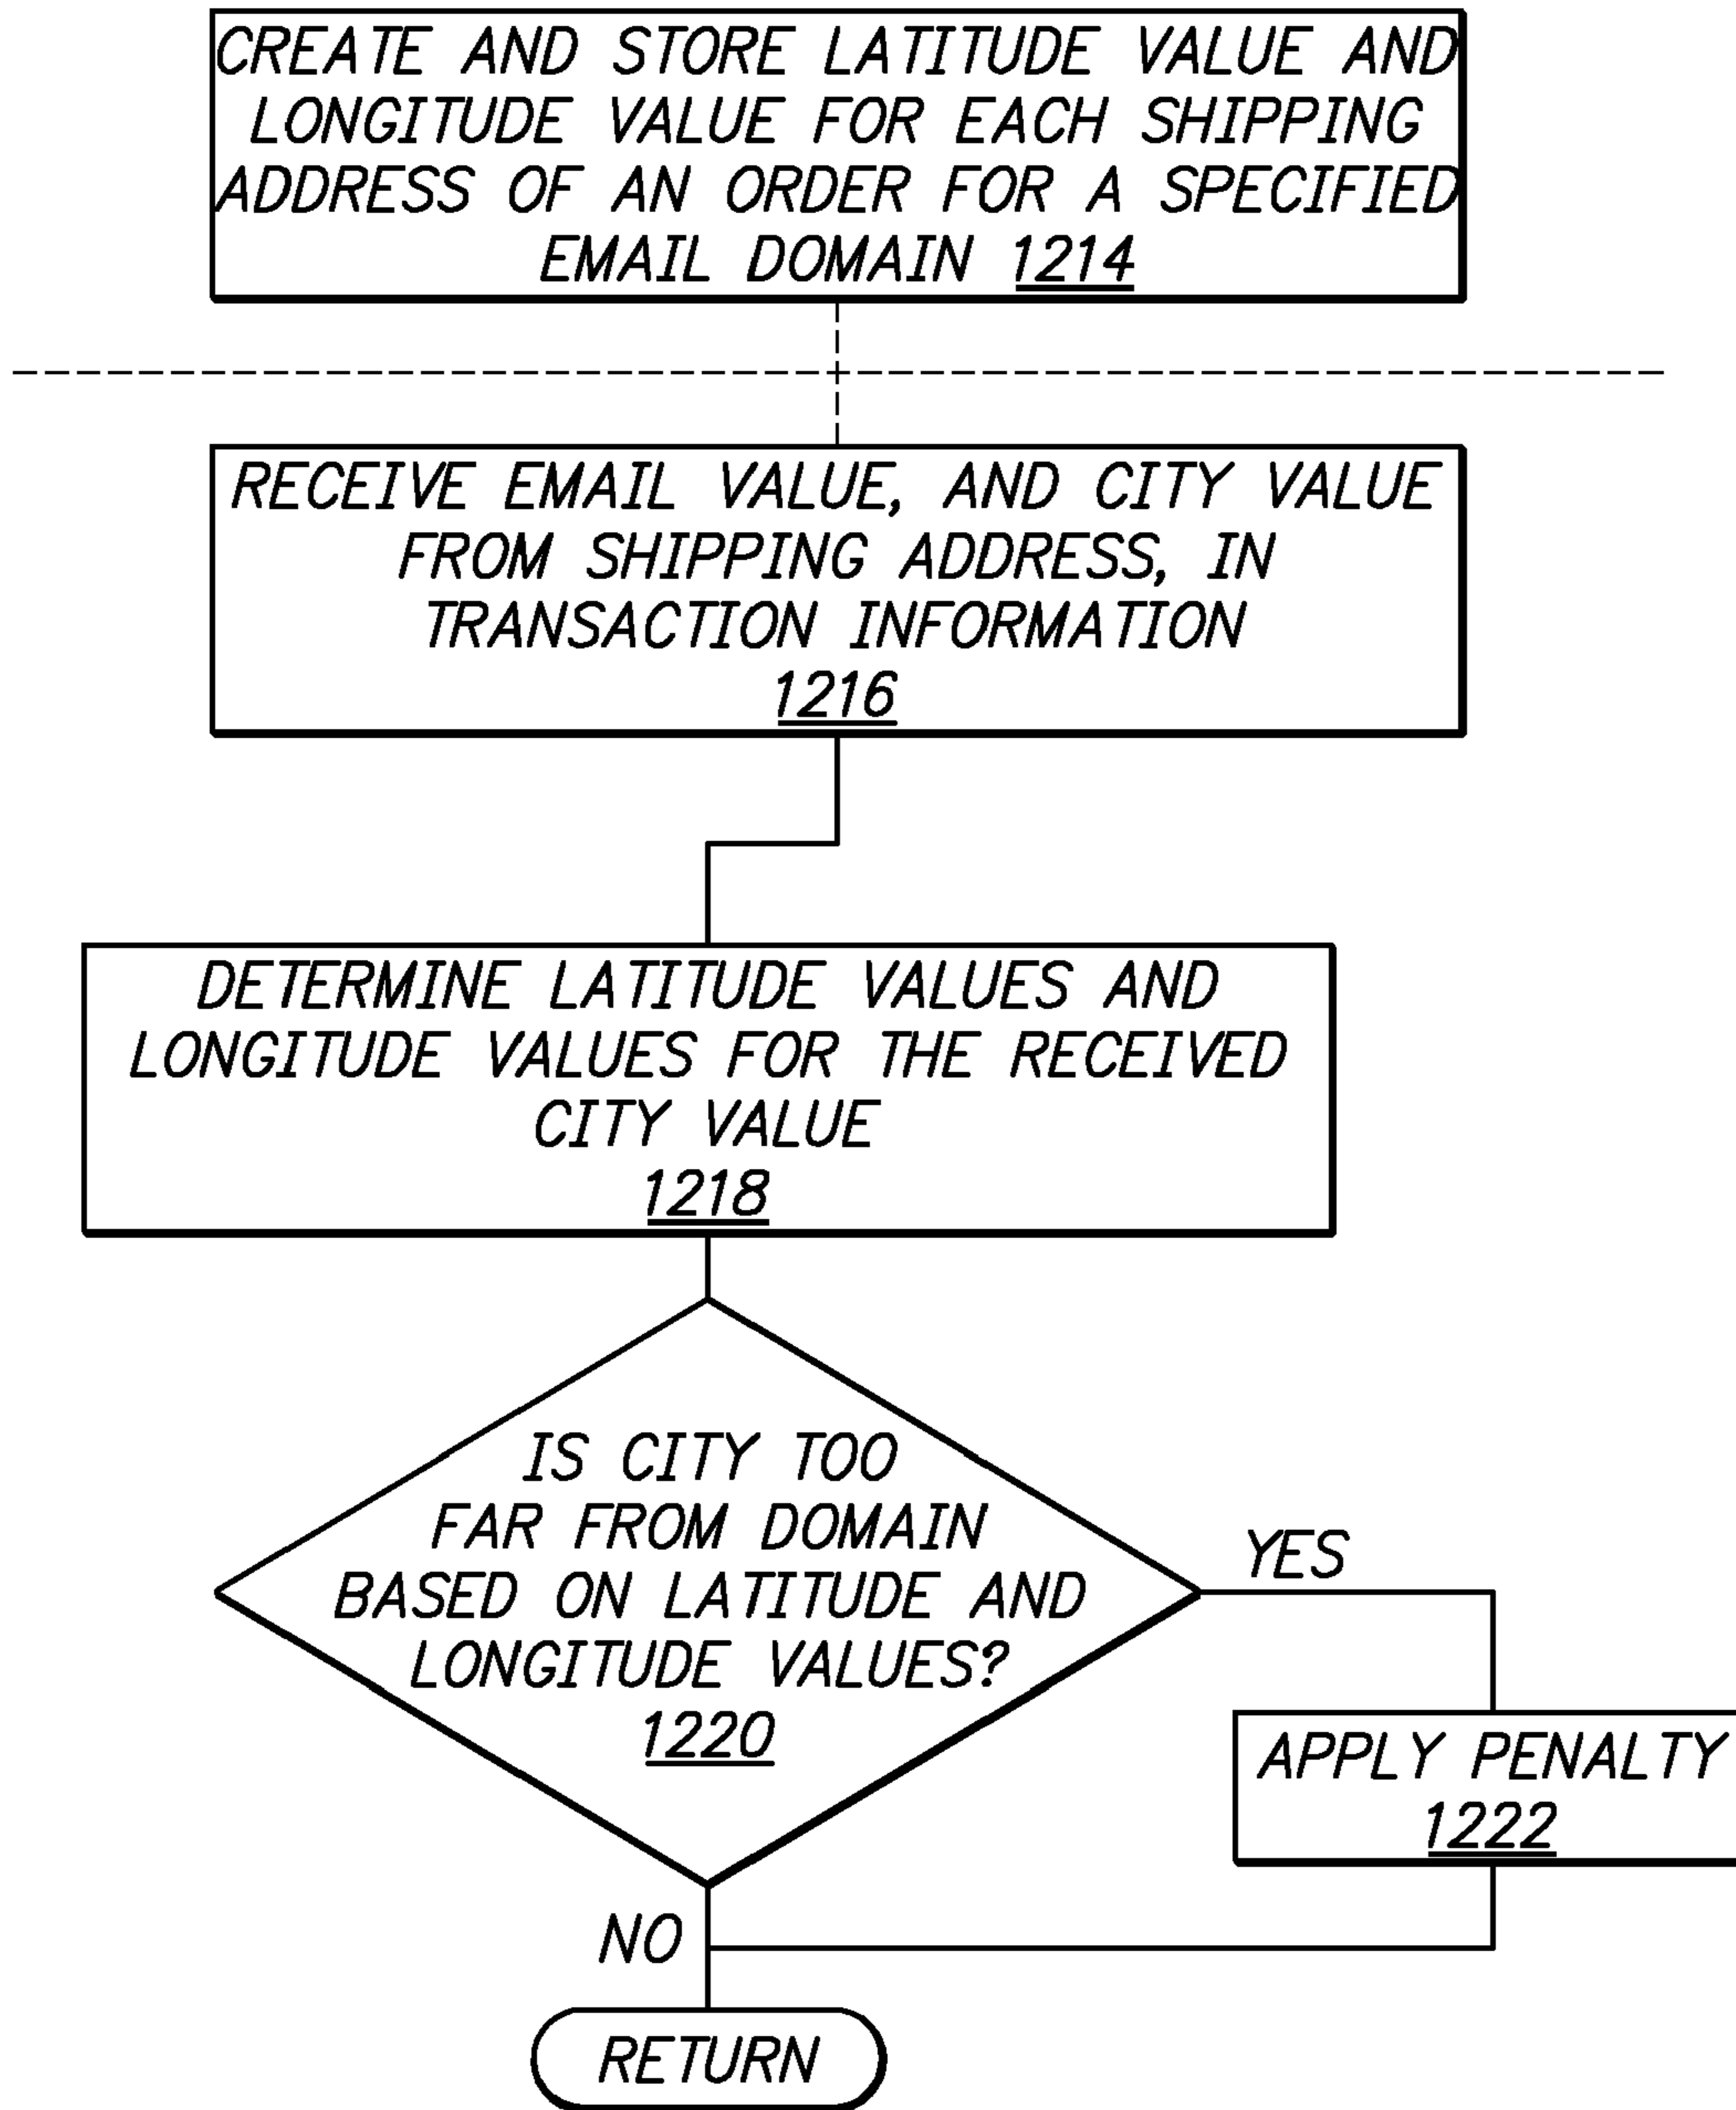 CREATE AND STORE LATITUDE VALUE AND
LONGITUDE VALUE FOR EACH SHIPPING
ADDRESS OF AN ORDER FOR A SPECIFIED
EMAIL DOMAIN 1214
RECEIVE EMAIL VALUE, AND CITY VALUE
FROM SHIPPING ADDRESS, IN
TRANSACTION INFORMATION
1216
DETERMINE LATITUDE VALUES AND
LONGITUDE VALUES FOR THE RECEIVED
CITY VALUE
1218
IS CITY TOO
FAR FROM DOMAIN
BASED ON LATITUDE AND
LONGITUDE VALUES?
1220
YES
APPLY PENALTY
1222
NO
RETURN